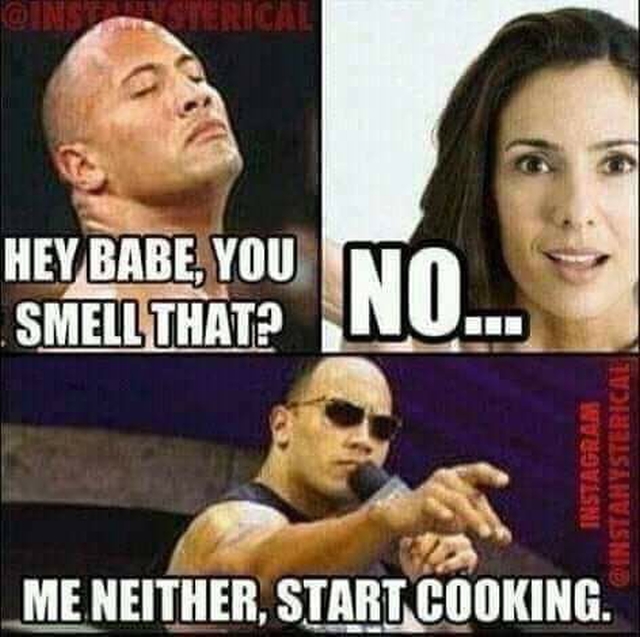 @INSTAHYSTERICAL
HEY BABE, YOU
SMELL THAT?
NO...
ME NEITHER, START COOKING.
INSTAGRAM
@INSTAHYSTERICAL